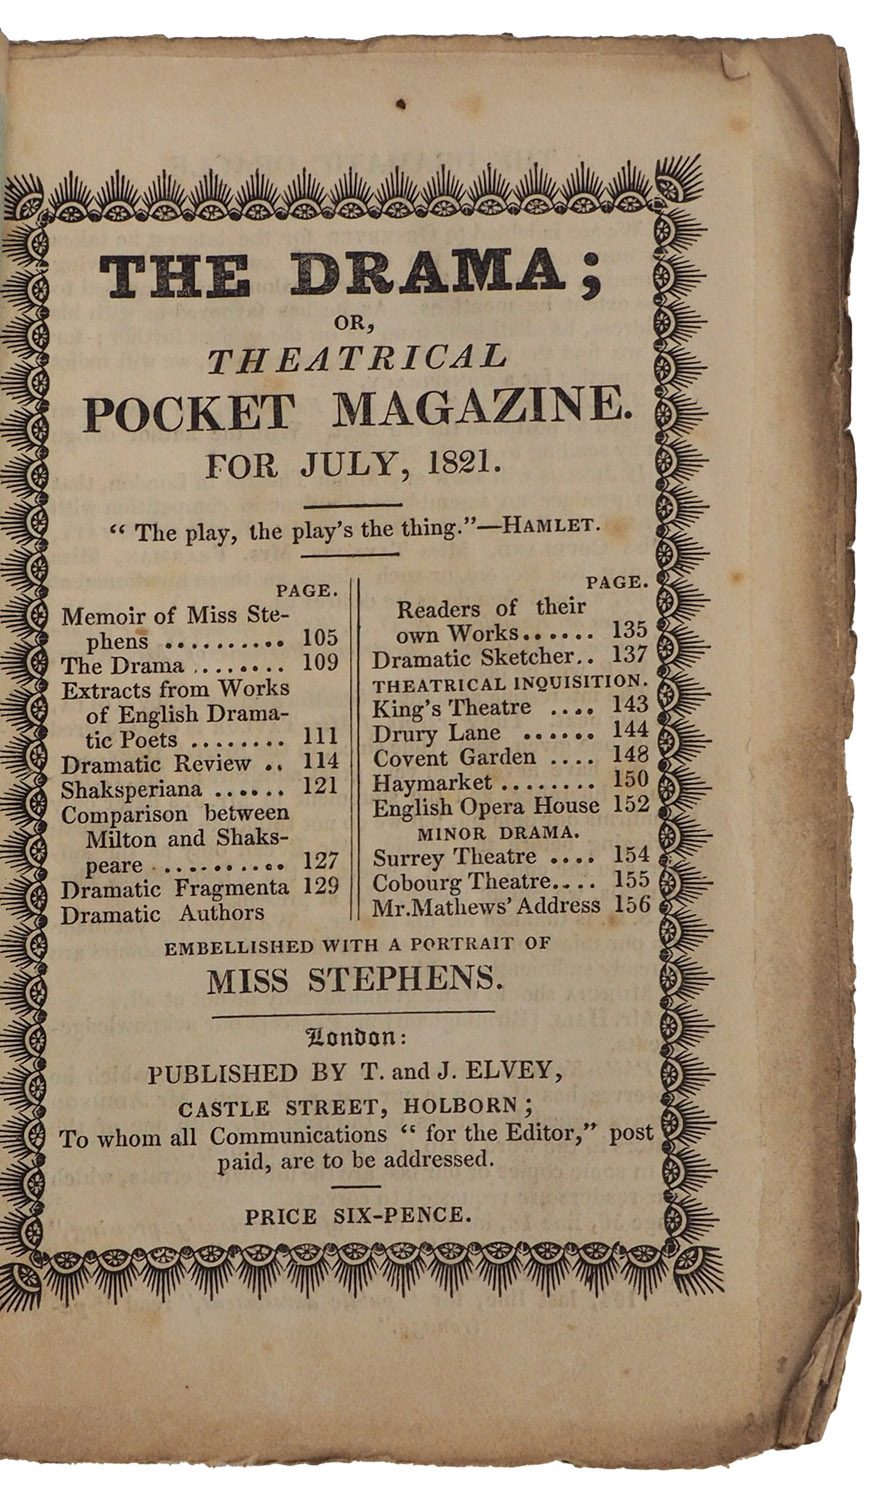 THE DRAMA;
OR,
THEATRICAL
POCKET MAGAZINE.
FOR JULY, 1821.
“ The play, the play’s the thing.”—HAMLET.
PAGE.
Memoir of Miss Ste-
phens .......... 105
The Drama ........ 109
Extracts from Works
of English Drama-
tic Poets ........ 111
Dramatic Review .. 114
Shaksperiana ...... 121
Comparison between
Milton and Shaks-
peare ........... 127
Dramatic Fragmenta 129
Dramatic Authors
PAGE.
Readers of their
own Works...... 135
Dramatic Sketcher.. 137
THEATRICAL INQUISITION.
King’s Theatre .... 143
Drury Lane ...... 144
Covent Garden .... 148
Haymarket ........ 150
English Opera House 152
MINOR DRAMA.
Surrey Theatre .... 154
Cobourg Theatre.... 155
Mr.Mathews’ Address 156
EMBELLISHED WITH A PORTRAIT OF
MISS STEPHENS.
London:
PUBLISHED BY T. and J. ELVEY,
CASTLE STREET, HOLBORN;
To whom all Communications “ for the Editor,” post
paid, are to be addressed.
PRICE SIX-PENCE.